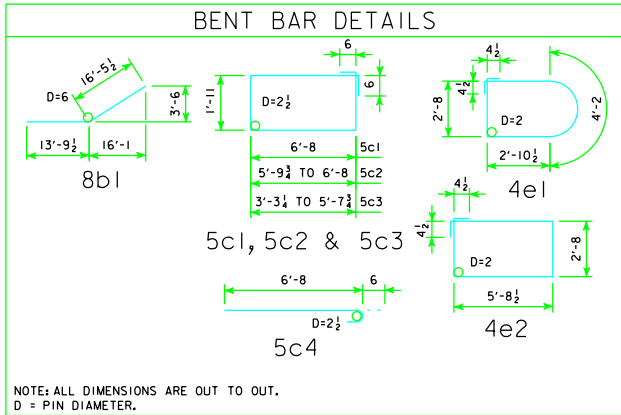 BENT BAR DETAILS
16'-5½
D=6
3'-6
13'-9½
16'-1
8b1
6
6
1'-11
D=2½
6'-8 5c1
5'-9¾ TO 6'-8 5c2
3'-3¼ TO 5'-7¾ 5c3
5c1, 5c2 & 5c3
4½
4½
2'-8
D=2
4'-2
2'-10½
4e1
4½
4½
D=2
2'-8
5'-8½
4e2
6'-8
6
D=2½
5c4
NOTE: ALL DIMENSIONS ARE OUT TO OUT.
D = PIN DIAMETER.